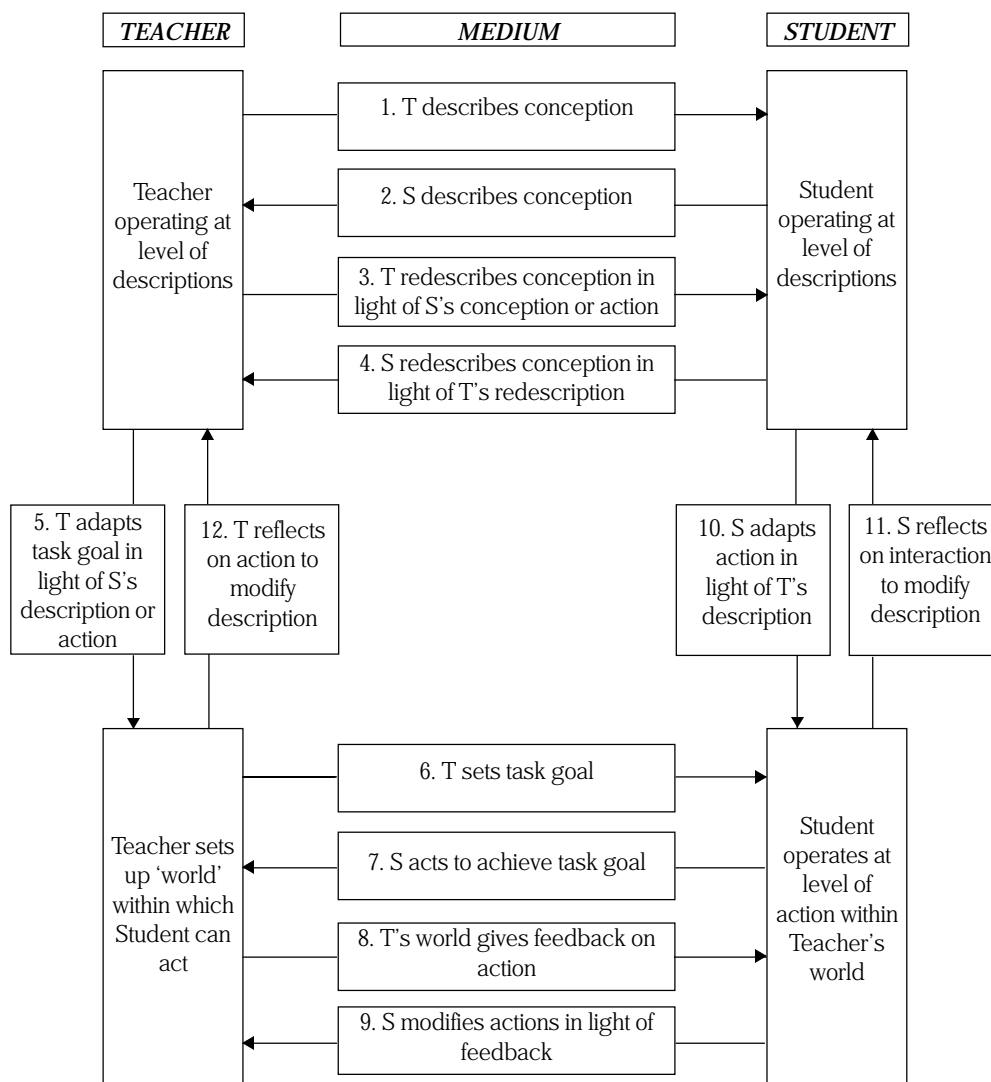 TEACHER
MEDIUM
STUDENT
1. T describes conception
Teacher
operating at
level of
descriptions
2. S describes conception
Student
operating at
level of
descriptions
3. T redescribes conception in
light of S’s conception or action
4. S redescribes conception in
light of T’s redescription
5. T adapts
task goal in
light of S’s
description or
action
12. T reflects
on action to
modify
description
10. S adapts
action in
light of T’s
description
11. S reflects
on interaction
to modify
description
6. T sets task goal
Teacher sets
up ‘world’
within which
Student can
act
7. S acts to achieve task goal
Student
operates at
level of
action within
Teacher’s
world
8. T’s world gives feedback on
action
9. S modifies actions in light of
feedback